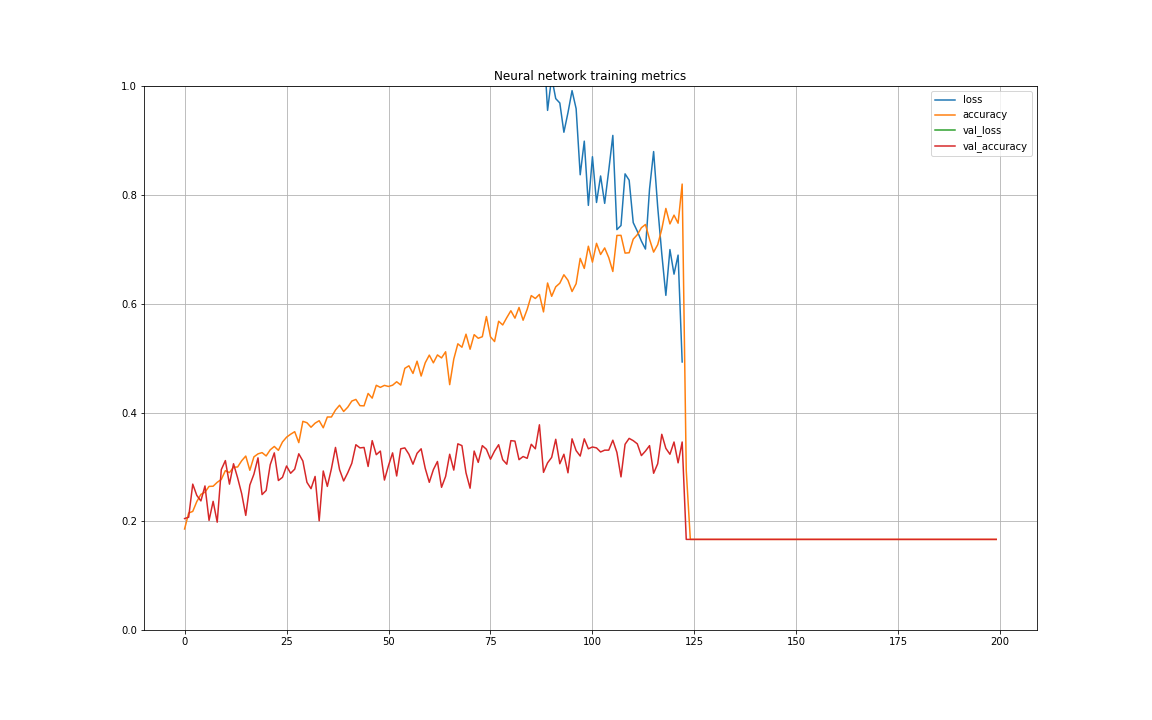 Neural network training metrics
1.0
0.8
0.6
0.4
0.2
0.0
loss
accuracy
val_loss
val_accuracy
0 25 50 75 100 125 150 175 200